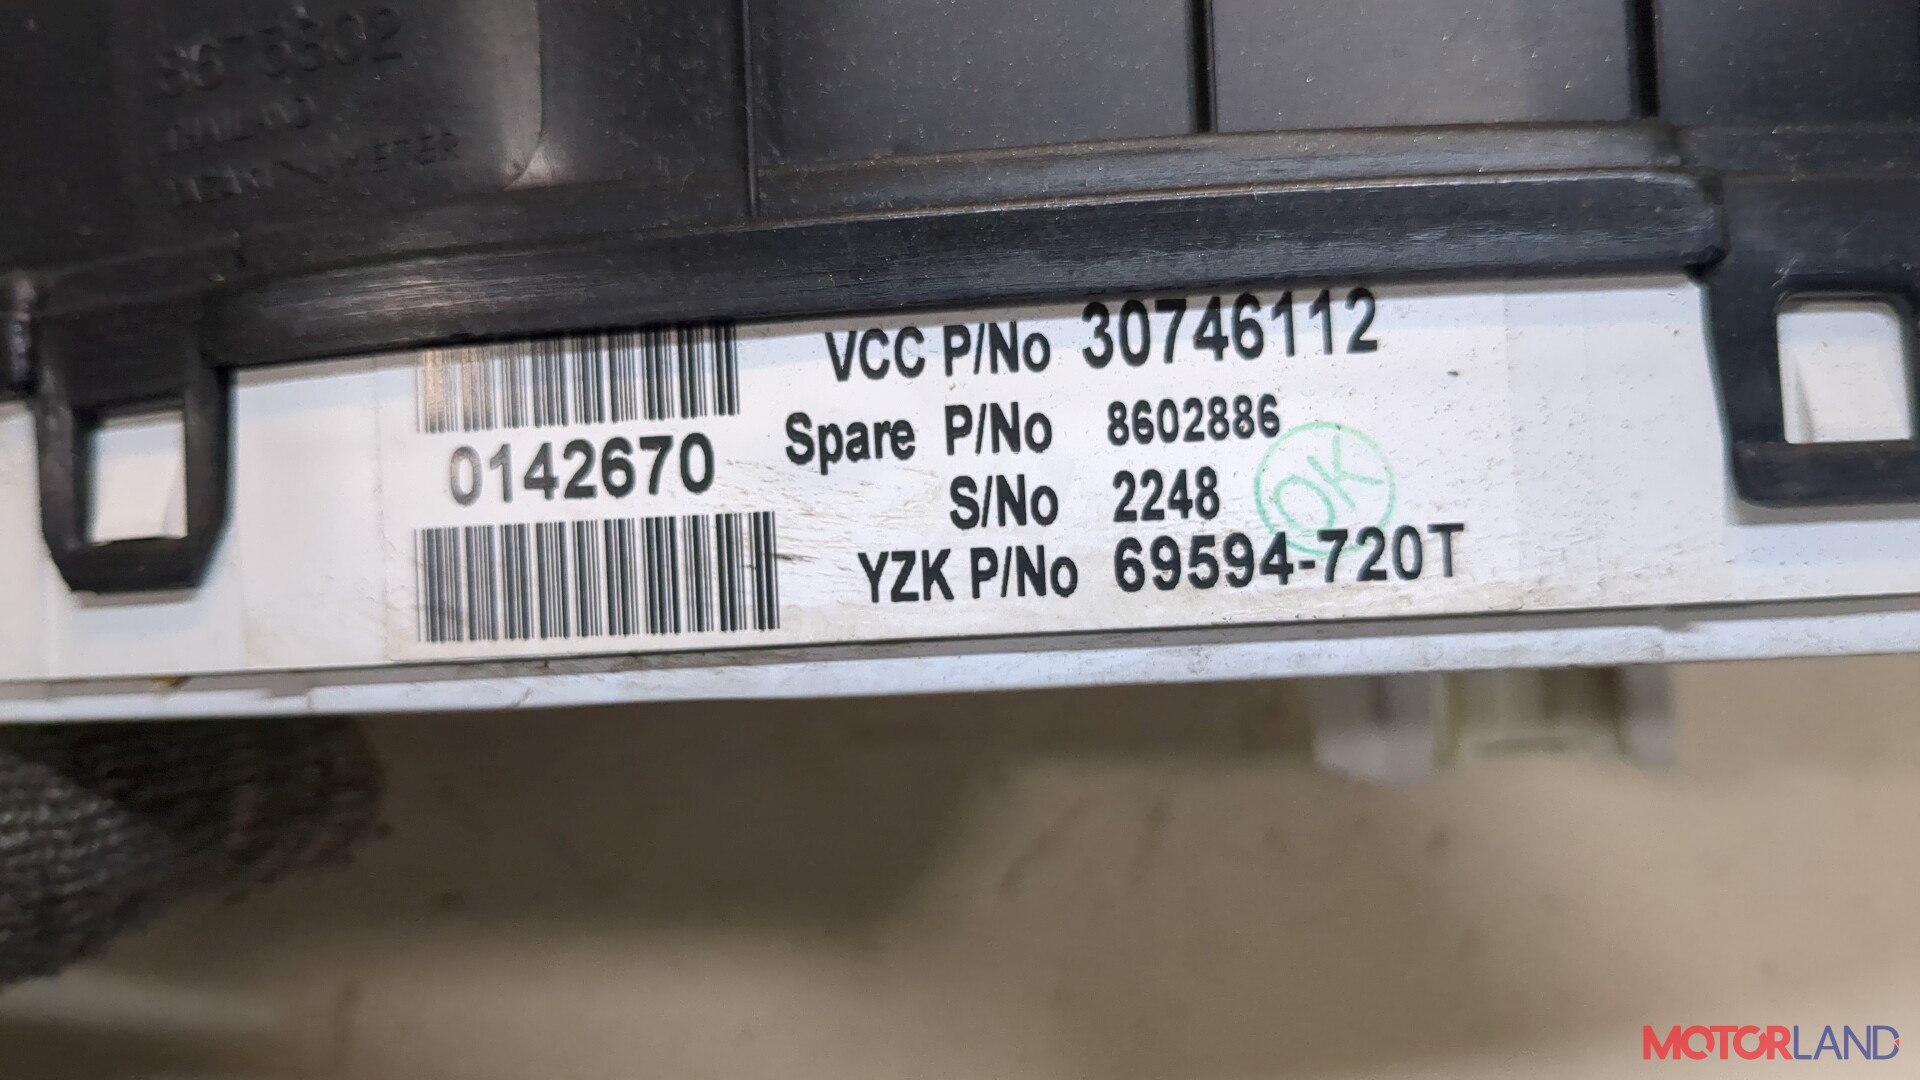 VCC P/No 30746112
Spare P/No 8602886
0142670
S/No 2248
OK
YZK P/No 69594-720T
MOTORLAND